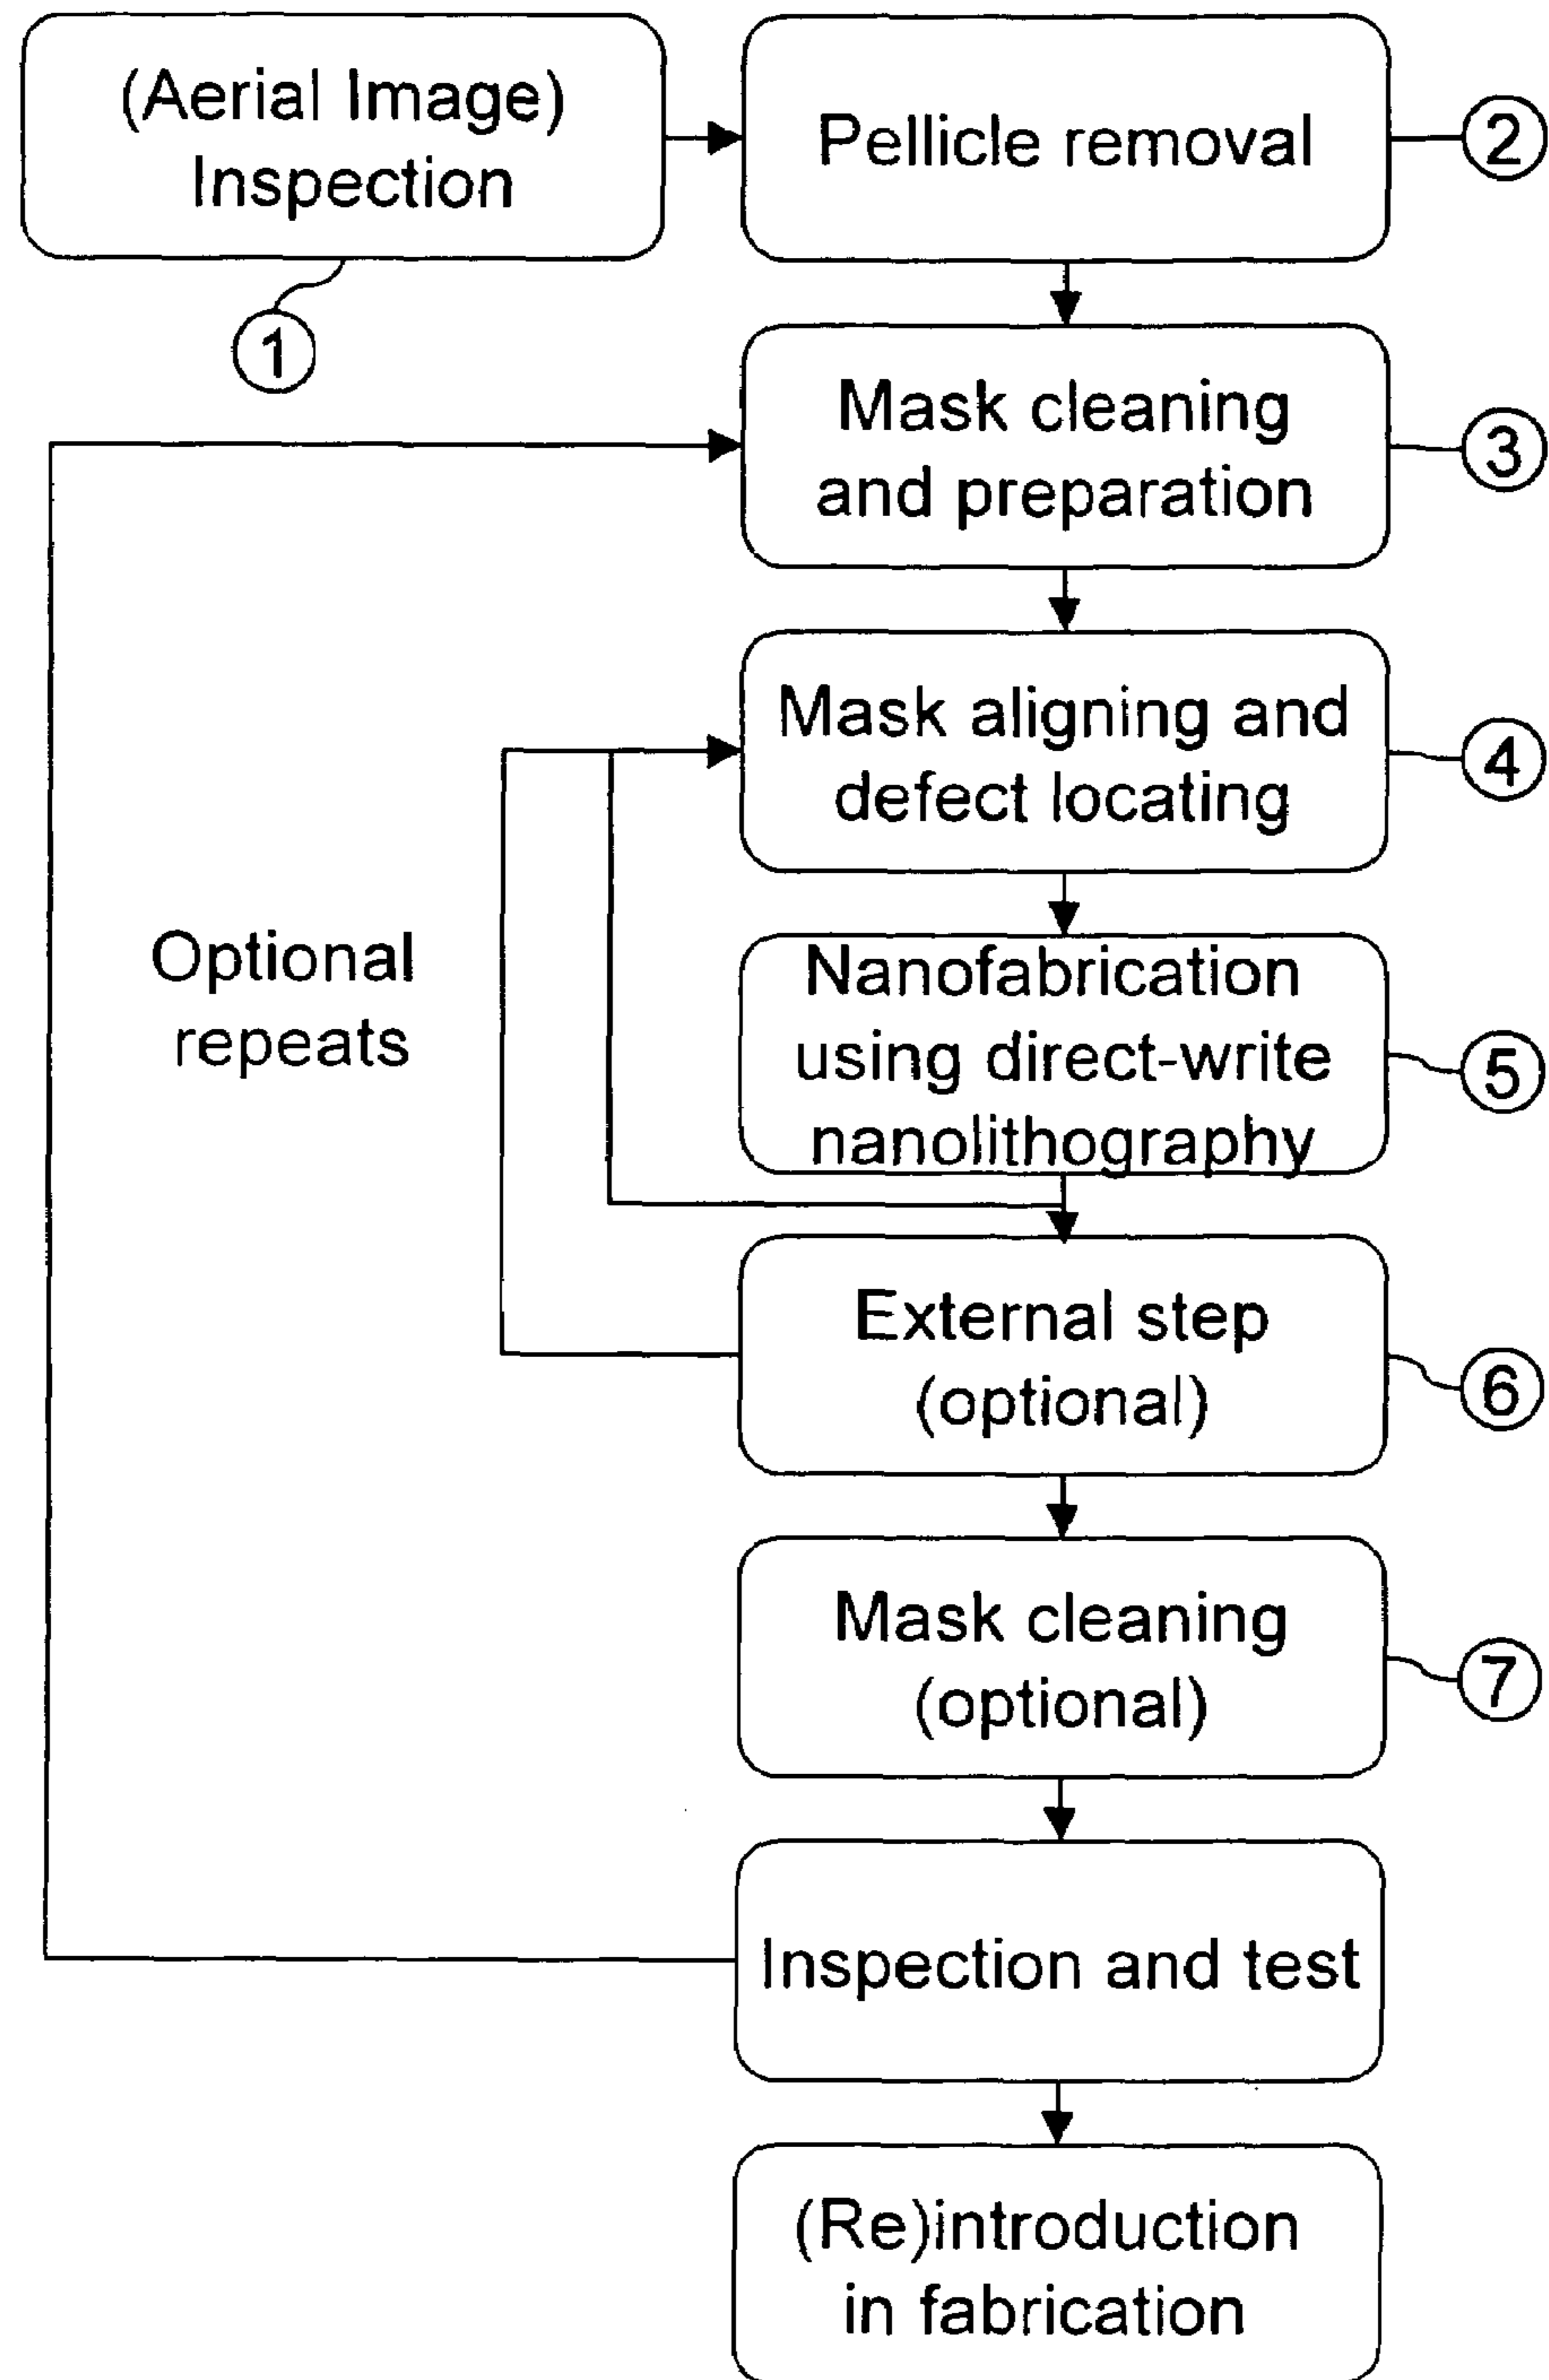 (Aerial Image)
Inspection
1
Pellicle removal
2
Mask cleaning
and preparation
3
Mask aligning and
defect locating
4
Optional
repeats
Nanofabrication
using direct-write
nanolithography
5
External step
(optional)
6
Mask cleaning
(optional)
7
Inspection and test
(Re)introduction
in fabrication